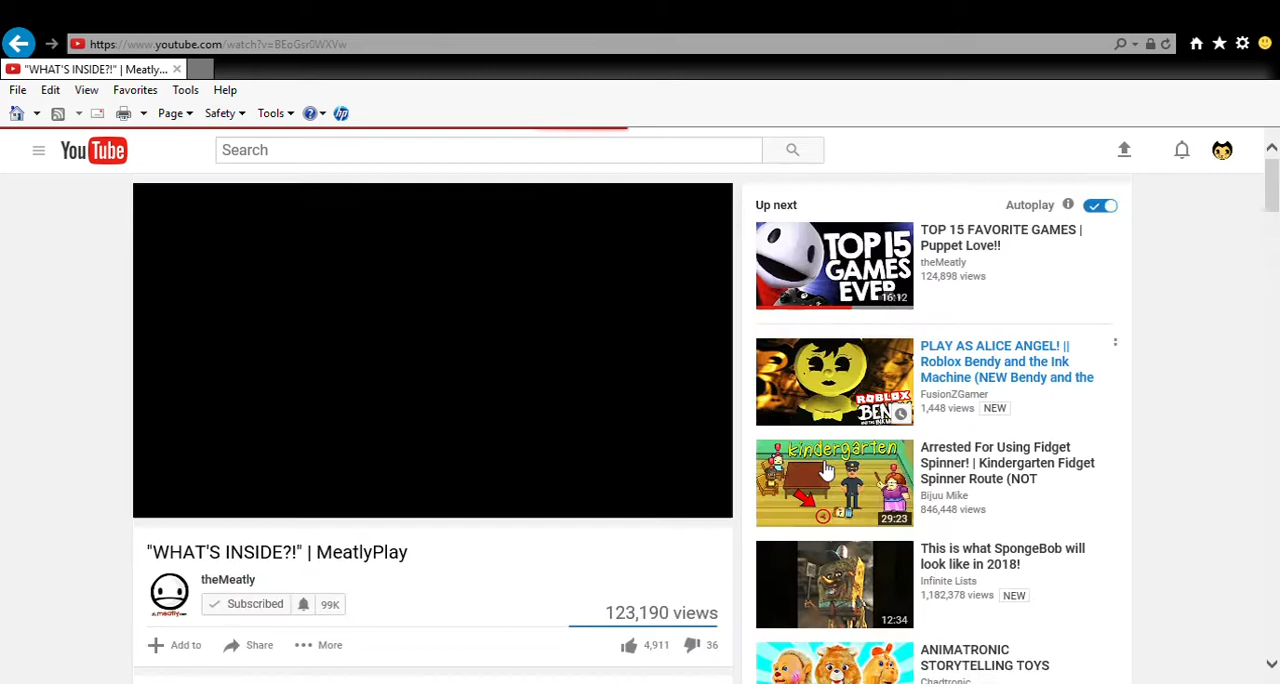 https://www.youtube.com/watch?v=BEoGsr0WXVw
"WHAT'S INSIDE?!" | Meatly...
File Edit View Favorites Tools Help
Page Safety Tools
YouTube
Search
Up next
Autoplay
TOP 15 GAMES EVER
16:12
TOP 15 FAVORITE GAMES |
Puppet Love!!
theMeatly
124,898 views
ROBLOX
BENDY
PLAY AS ALICE ANGEL! ||
Roblox Bendy and the Ink
Machine (NEW Bendy and the
FusionZGamer
1,448 views NEW
kindergarten
29:23
Arrested For Using Fidget
Spinner! | Kindergarten Fidget
Spinner Route (NOT
Bijuu Mike
846,448 views
12:34
This is what SpongeBob will
look like in 2018!
Infinite Lists
1,182,378 views NEW
ANIMATRONIC
STORYTELLING TOYS
Chadtronic
"WHAT'S INSIDE?!" | MeatlyPlay
theMeatly
Subscribed 99K
123,190 views
Add to Share More
4,911 36